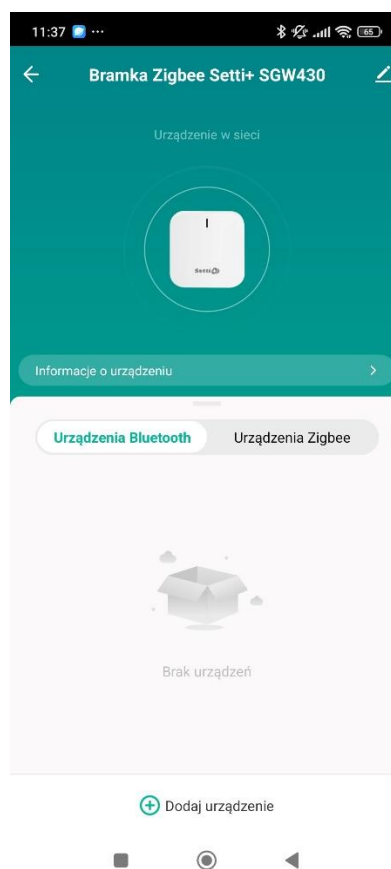 11:37 ...
65
Bramka Zigbee Setti+ SGW430
Urządzenie w sieci
Setti+
Informacje o urządzeniu
Urządzenia Bluetooth Urządzenia Zigbee
Brak urządzeń
Dodaj urządzenie